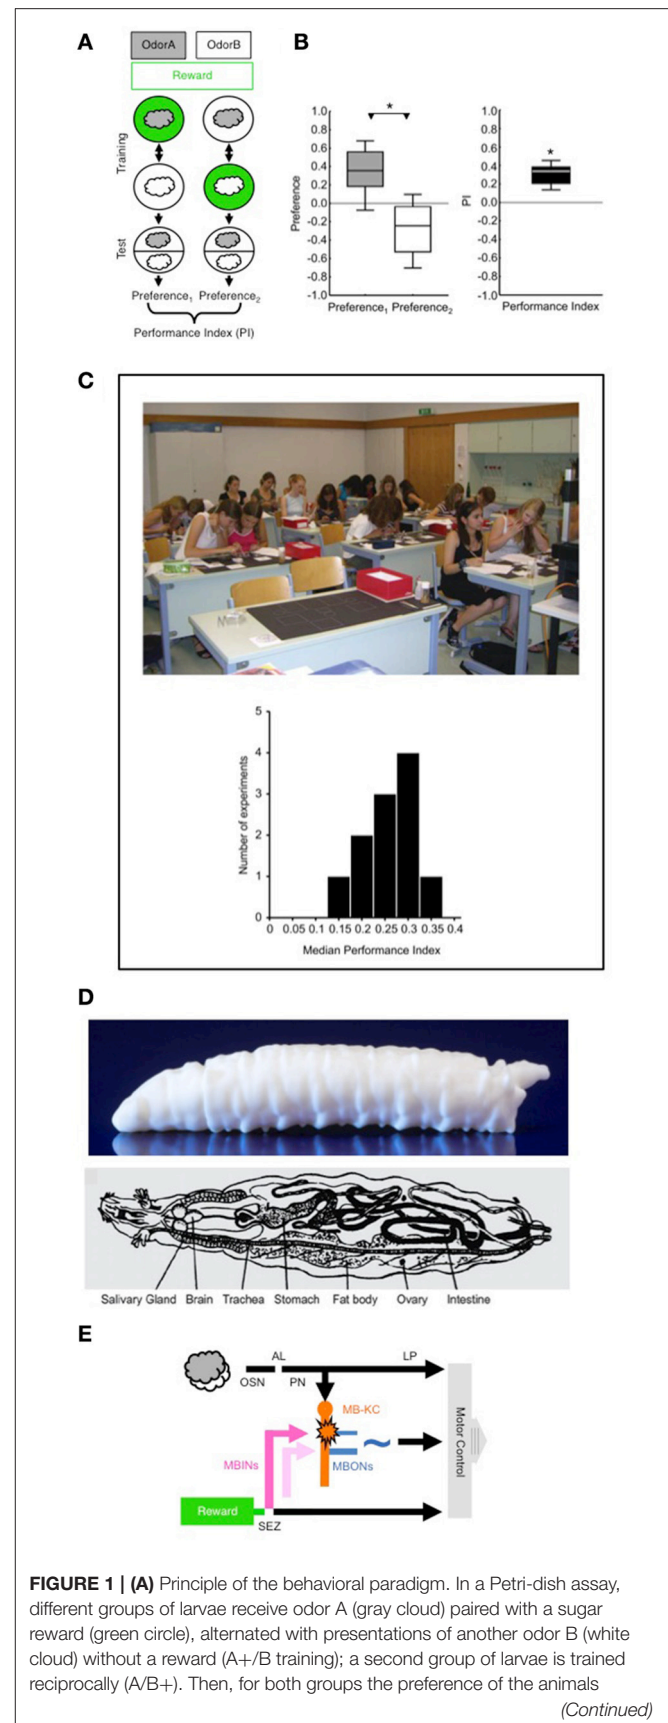 A
OdorA OdorB
Reward
Training
Test
Preference1 Preference2
Performance Index (PI)
B
*
1.0
0.8
0.6
0.4
0.2
0.0
-0.2
-0.4
-0.6
-0.8
-1.0
Preference
Preference1 Preference2
*
1.0
0.8
0.6
0.4
0.2
0.0
-0.2
-0.4
-0.6
-0.8
-1.0
PI
Performance Index
C
5
4
3
2
1
0
Number of experiments
0 0.05 0.1 0.15 0.2 0.25 0.3 0.35 0.4
Median Performance Index
D
Salivary Gland Brain Trachea Stomach Fat body Ovary Intestine
E
AL LP
OSN PN
MB-KC
MBINs MBONs
Motor Control
Reward
SEZ
FIGURE 1 | (A) Principle of the behavioral paradigm. In a Petri-dish assay,
different groups of larvae receive odor A (gray cloud) paired with a sugar
reward (green circle), alternated with presentations of another odor B (white
cloud) without a reward (A+/B training); a second group of larvae is trained
reciprocally (A/B+). Then, for both groups the preference of the animals
(Continued)